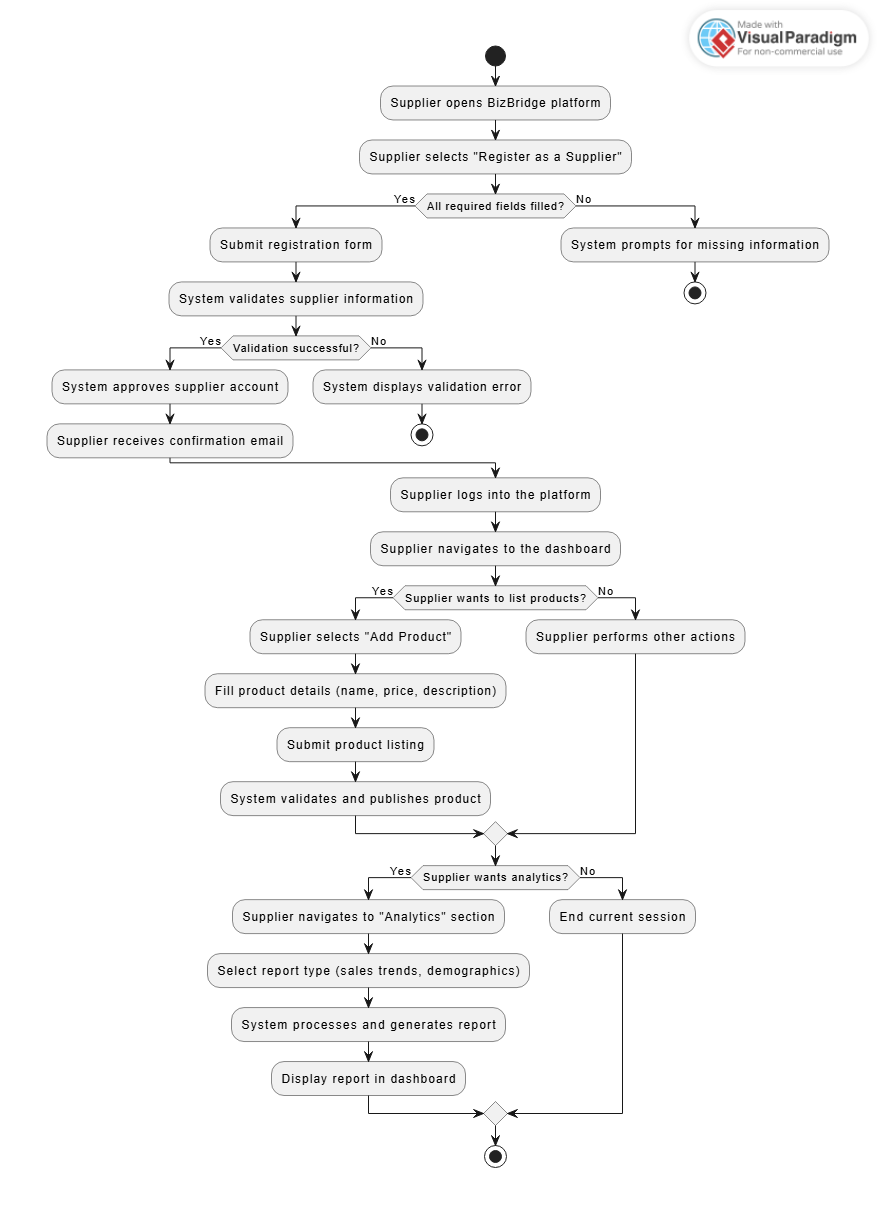 Made with
VisualParadigm
For non-commercial use
Supplier opens BizBridge platform
Supplier selects "Register as a Supplier"
Yes
All required fields filled?
No
Submit registration form
System prompts for missing information
System validates supplier information
Yes
Validation successful?
No
System approves supplier account
System displays validation error
Supplier receives confirmation email
Supplier logs into the platform
Supplier navigates to the dashboard
Yes
Supplier wants to list products?
No
Supplier selects "Add Product"
Supplier performs other actions
Fill product details (name, price, description)
Submit product listing
System validates and publishes product
Yes
Supplier wants analytics?
No
Supplier navigates to "Analytics" section
End current session
Select report type (sales trends, demographics)
System processes and generates report
Display report in dashboard